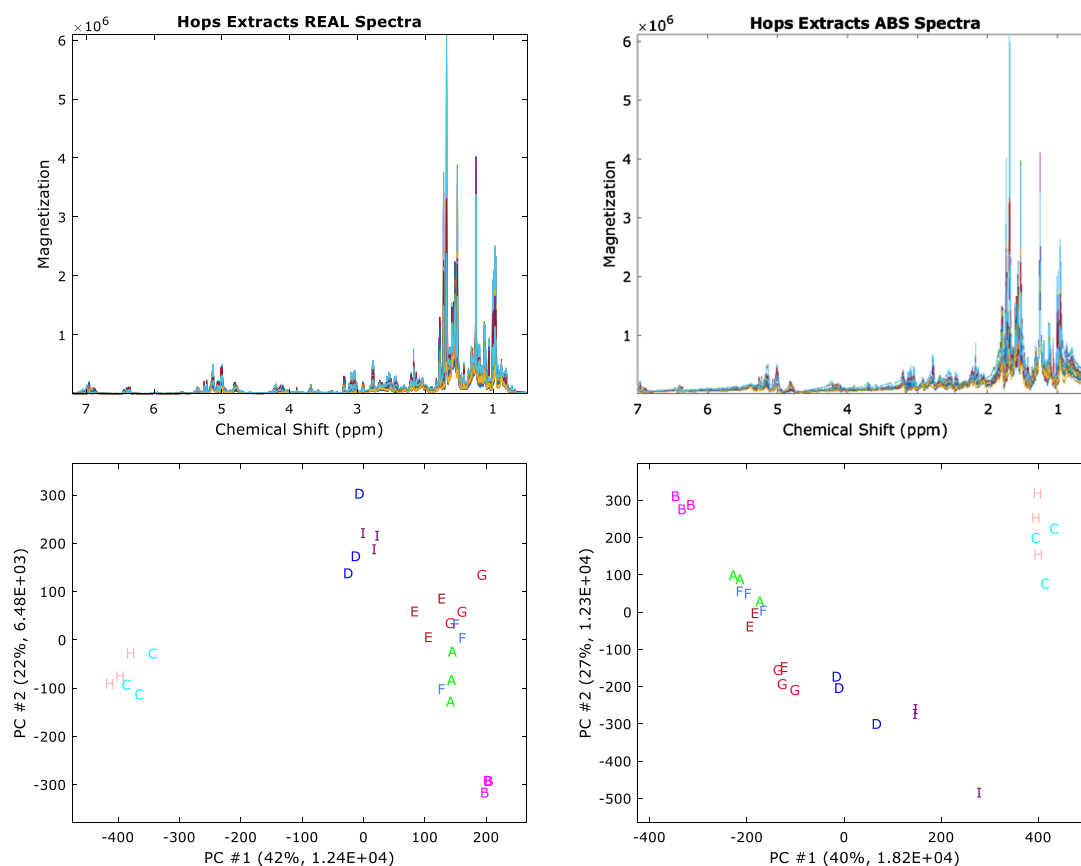 Hops Extracts REAL Spectra
×10⁶
6
5
4
3
2
1
Magnetization
7 6 5 4 3 2 1
Chemical Shift (ppm)
Hops Extracts ABS Spectra
×10⁶
6
5
4
3
2
1
Magnetization
7 6 5 4 3 2 1
Chemical Shift (ppm)
300
200
100
0
-100
-200
-300
PC #2 (22%, 6.48E+03)
D
I I
D I
D G
E
E G
G F
E F
A
H C
H A
H C F
C A
B B
B
-400 -300 -200 -100 0 100 200
PC #1 (42%, 1.24E+04)
300
200
100
0
-100
-200
-300
-400
-500
PC #2 (27%, 1.23E+04)
B H
B B
H
C
C
H
A A C
F F
A
F
E
E
E
G
G D
G D
I I
D
I
-400 -200 0 200 400
PC #1 (40%, 1.82E+04)